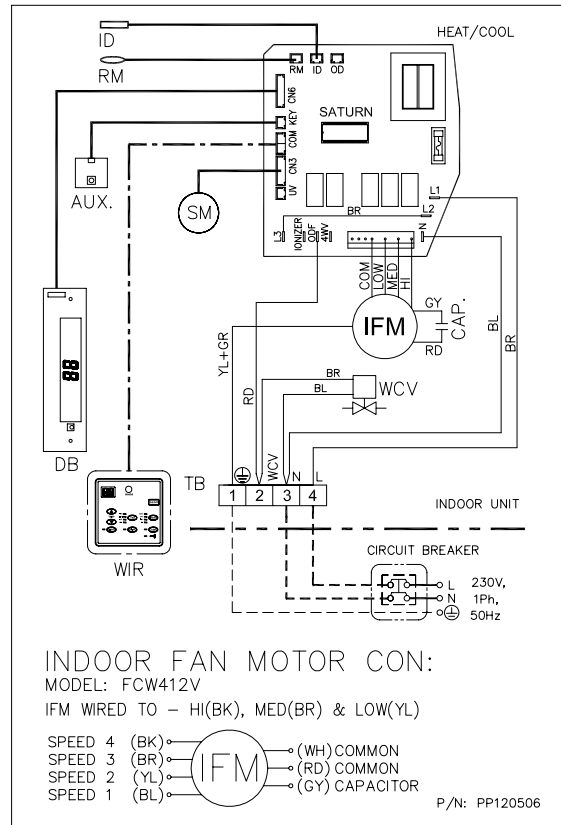 ID
HEAT/COOL
RM
RM ID OD
CN6
KEY
SATURN
COM
AUX.
CN3
SM
UV
L1
BR
L2
L3
IONIZER
ODF
4WV
N
COM
LOW
MED
HI
GY
CAP.
IFM
RD
BL
BR
YL+GR
RD
BR
BL
WCV
88
DB
WCV
N
L
TB
1 2 3 4
INDOOR UNIT
WIR
CIRCUIT BREAKER
L
N
230V,
1Ph,
50Hz
INDOOR FAN MOTOR CON:
MODEL: FCW412V
IFM WIRED TO – HI(BK), MED(BR) & LOW(YL)
SPEED 4 (BK)
SPEED 3 (BR)
SPEED 2 (YL)
SPEED 1 (BL)
IFM
(WH) COMMON
(RD) COMMON
(GY) CAPACITOR
P/N: PP120506